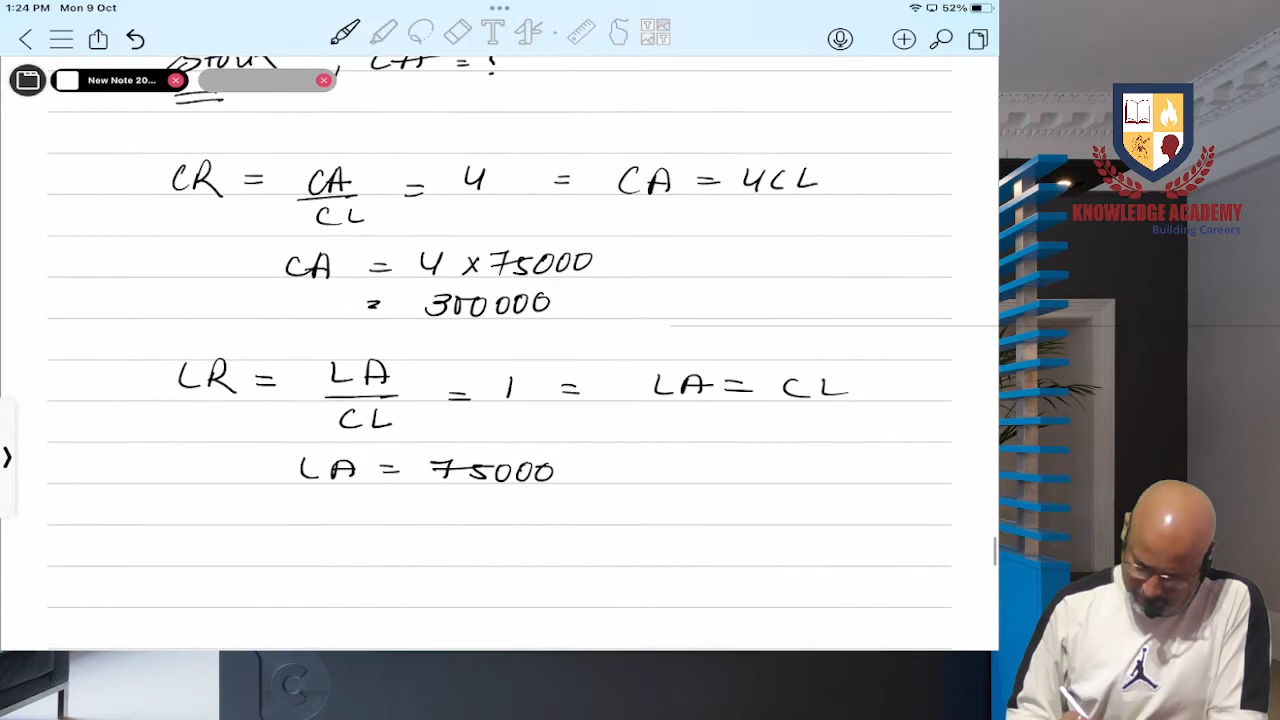 1:24 PM Mon 9 Oct
52%
, LA = ?
New Note 20...
CR = CA / CL = 4 = CA = 4CL
CA = 4 x 75000
= 300000
LR = LA / CL = 1 = LA = CL
LA = 75000
KNOWLEDGE ACADEMY
Building Careers